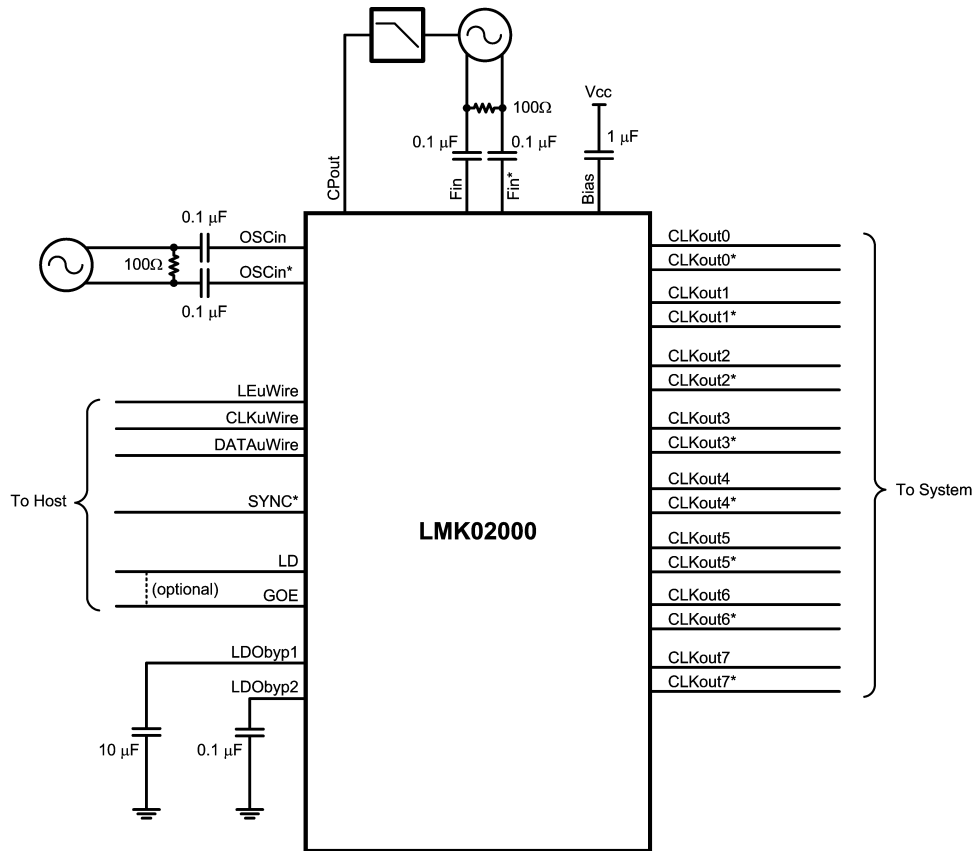 100Ω
Vcc
0.1 μF
0.1 μF
1 μF
CPout
Fin
Fin*
Bias
0.1 μF
OSCin
100Ω
OSCin*
0.1 μF
LEuWire
CLKuWire
DATAuWire
To Host
SYNC*
LD
(optional)
GOE
LDObyp1
LDObyp2
10 μF
0.1 μF
LMK02000
CLKout0
CLKout0*
CLKout1
CLKout1*
CLKout2
CLKout2*
CLKout3
CLKout3*
CLKout4
CLKout4*
CLKout5
CLKout5*
CLKout6
CLKout6*
CLKout7
CLKout7*
To System